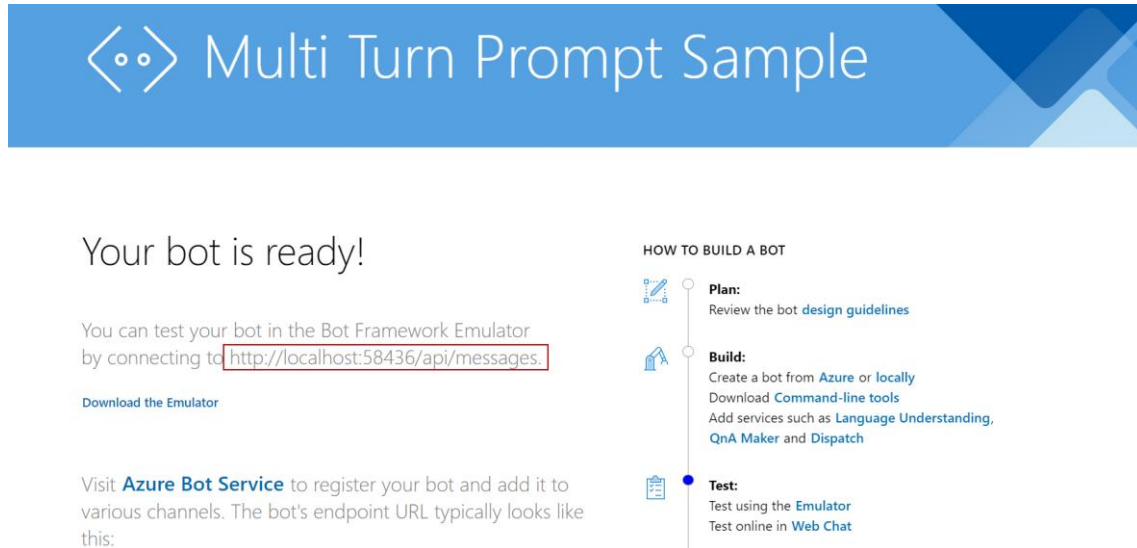 Multi Turn Prompt Sample
Your bot is ready!
You can test your bot in the Bot Framework Emulator
by connecting to http://localhost:58436/api/messages.
Download the Emulator
Visit Azure Bot Service to register your bot and add it to
various channels. The bot's endpoint URL typically looks like
this:
HOW TO BUILD A BOT
Plan:
Review the bot design guidelines
Build:
Create a bot from Azure or locally
Download Command-line tools
Add services such as Language Understanding,
QnA Maker and Dispatch
Test:
Test using the Emulator
Test online in Web Chat